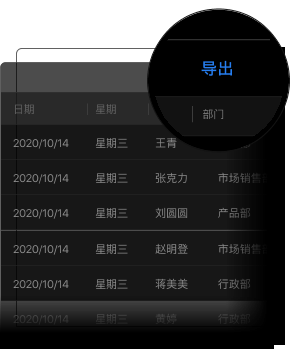 导出
日期 星期 部门
2020/10/14 星期三 王青
2020/10/14 星期三 张克力 市场销售
2020/10/14 星期三 刘圆圆 产品部
2020/10/14 星期三 赵明登 市场销售
2020/10/14 星期三 蒋美美 行政部
2020/10/14 星期三 黄婷 行政部